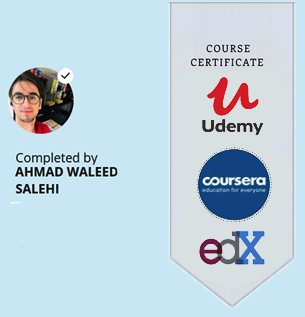 COURSE
CERTIFICATE
Udemy
coursera
education for everyone
edX
Completed by
AHMAD WALEED
SALEHI